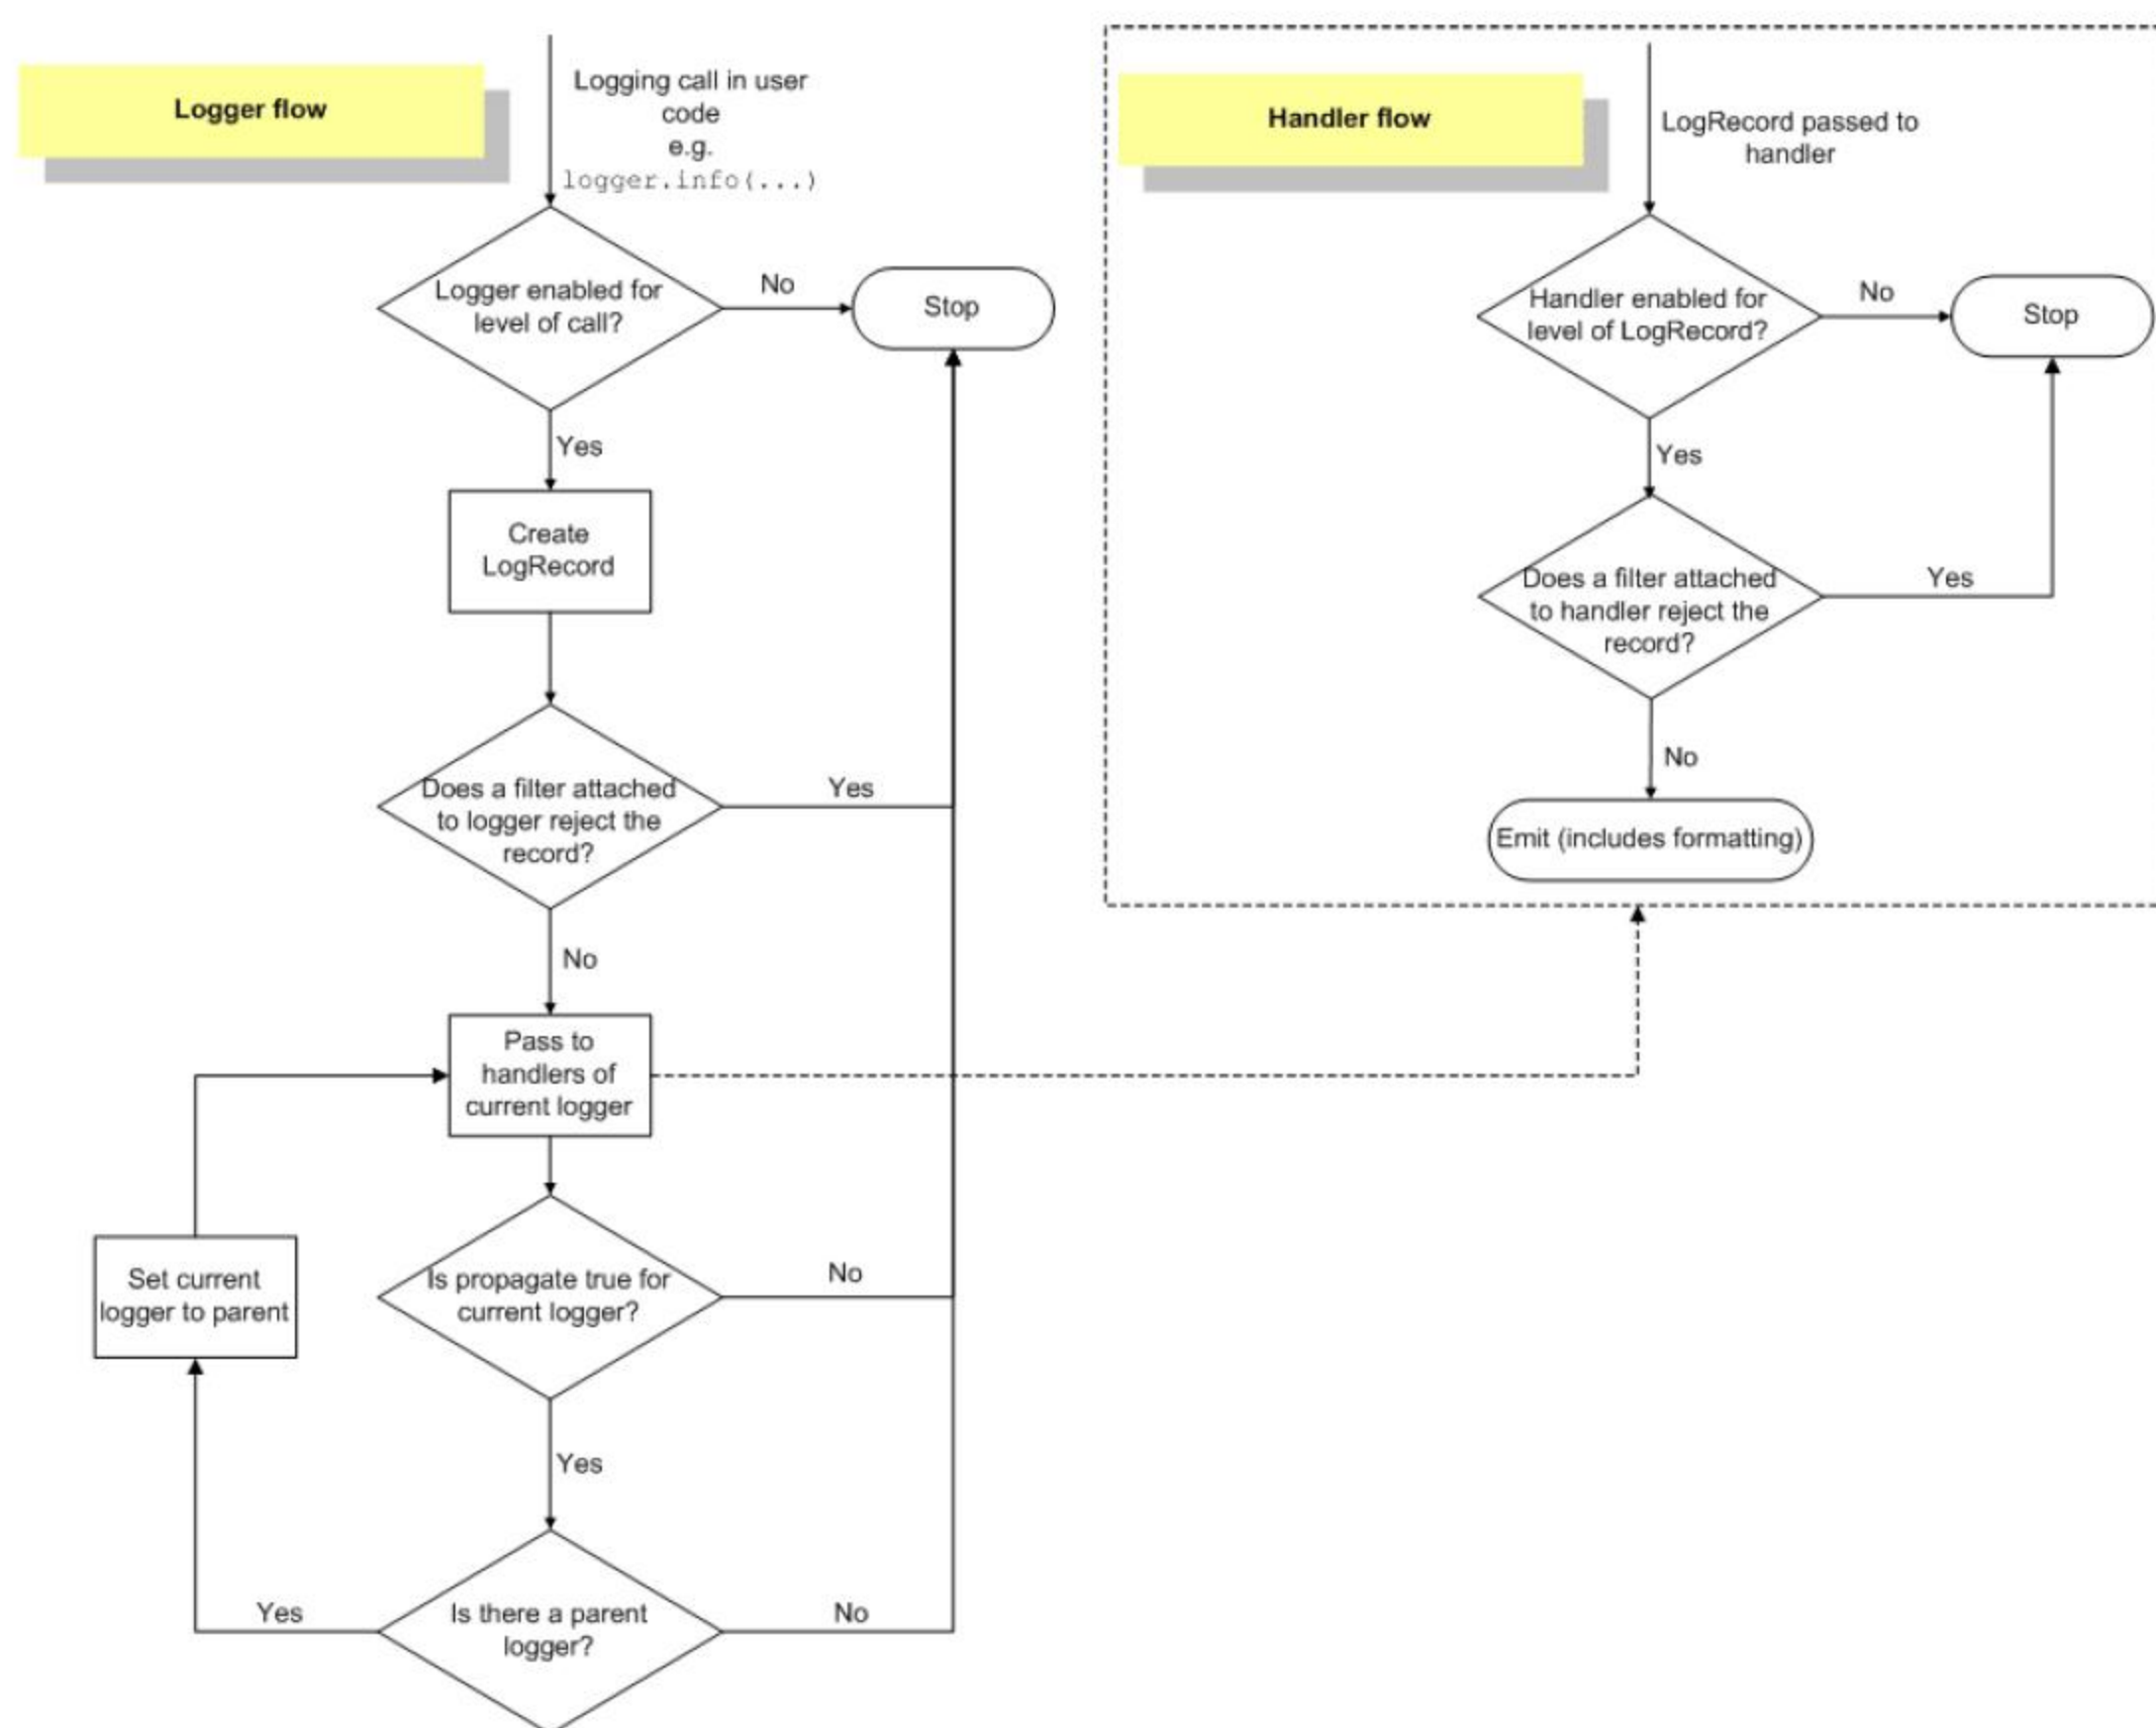 Logger flow
Logging call in user
code
e.g.
logger.info(...)
Logger enabled for
level of call?
No
Stop
Yes
Create
LogRecord
Does a filter attached
to logger reject the
record?
Yes
No
Pass to
handlers of
current logger
Set current
logger to parent
Is propagate true for
current logger?
No
Yes
Is there a parent
logger?
Yes
No
Handler flow
LogRecord passed to
handler
Handler enabled for
level of LogRecord?
No
Stop
Yes
Does a filter attached
to handler reject the
record?
Yes
No
Emit (includes formatting)